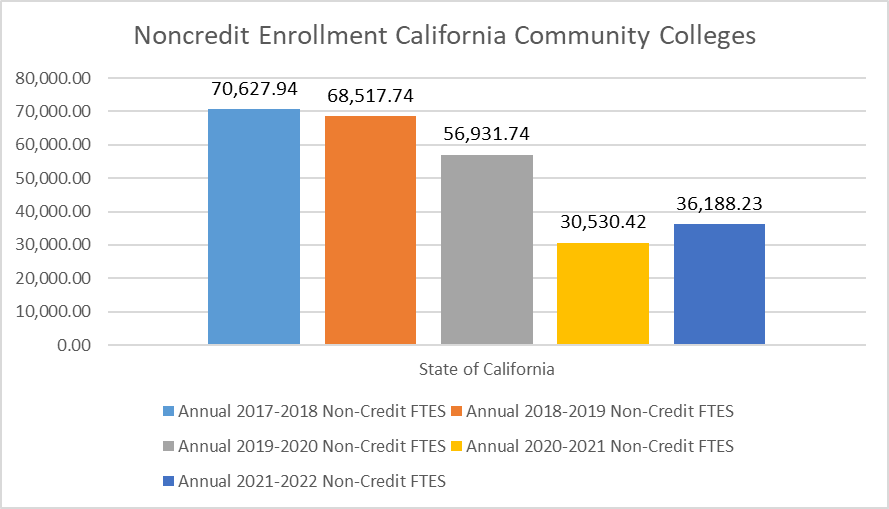 Noncredit Enrollment California Community Colleges
80,000.00
70,000.00
60,000.00
50,000.00
40,000.00
30,000.00
20,000.00
10,000.00
0.00
70,627.94
68,517.74
56,931.74
30,530.42
36,188.23
State of California
Annual 2017-2018 Non-Credit FTES
Annual 2018-2019 Non-Credit FTES
Annual 2019-2020 Non-Credit FTES
Annual 2020-2021 Non-Credit FTES
Annual 2021-2022 Non-Credit FTES